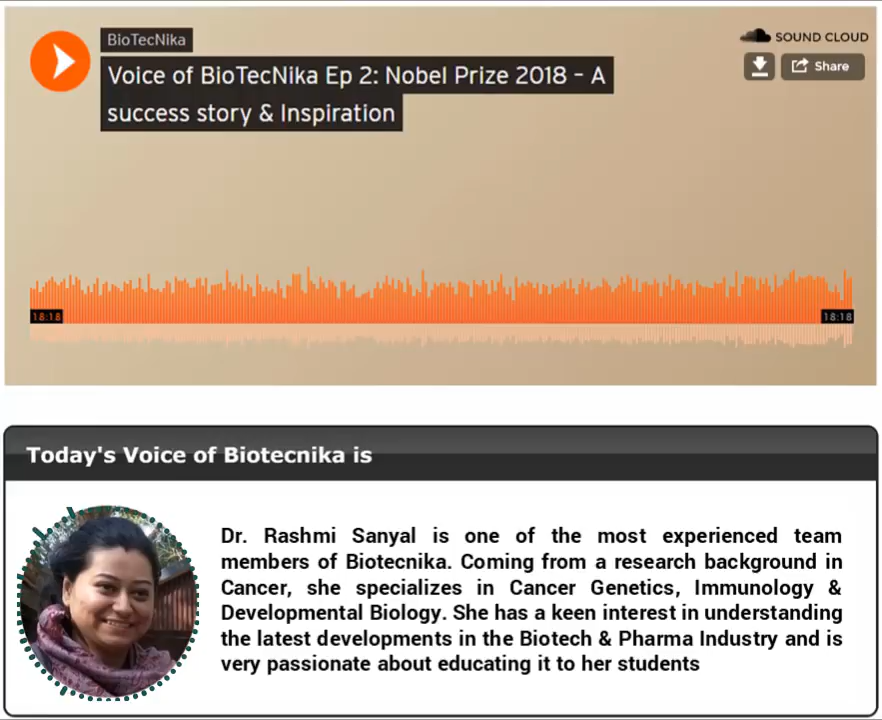 BioTecNika
SOUND CLOUD
Voice of BioTecNika Ep 2: Nobel Prize 2018 – A
success story & Inspiration
Share
18:18
18:18
Today's Voice of Biotecnika is
Dr. Rashmi Sanyal is one of the most experienced team
members of Biotecnika. Coming from a research background in
Cancer, she specializes in Cancer Genetics, Immunology &
Developmental Biology. She has a keen interest in understanding
the latest developments in the Biotech & Pharma Industry and is
very passionate about educating it to her students